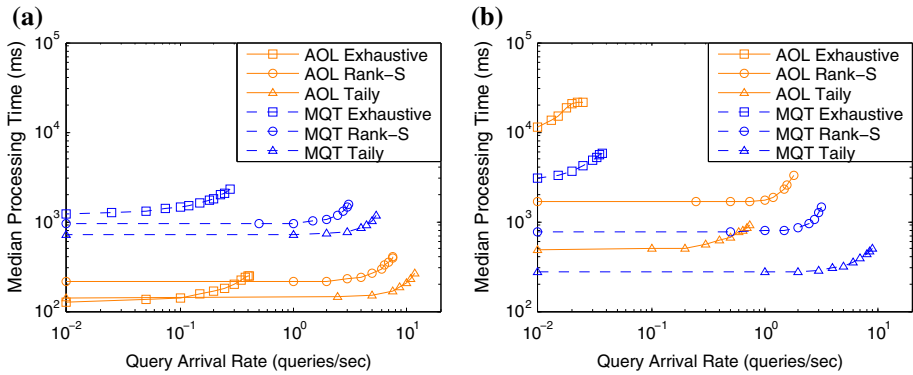 (a)
Median Processing Time (ms)
10^5
10^4
10^3
10^2
AOL Exhaustive
AOL Rank-S
AOL Taily
MQT Exhaustive
MQT Rank-S
MQT Taily
10^-2
10^-1
10^0
10^1
Query Arrival Rate (queries/sec)
(b)
Median Processing Time (ms)
10^5
10^4
10^3
10^2
AOL Exhaustive
AOL Rank-S
AOL Taily
MQT Exhaustive
MQT Rank-S
MQT Taily
10^-2
10^-1
10^0
10^1
Query Arrival Rate (queries/sec)